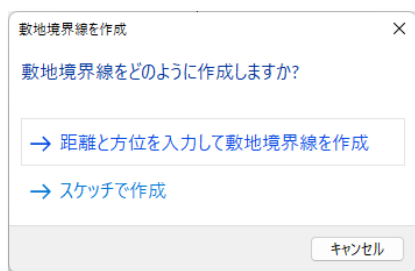 敷地境界線を作成
敷地境界線をどのように作成しますか?
→ 距離と方位を入力して敷地境界線を作成
→ スケッチで作成
キャンセル